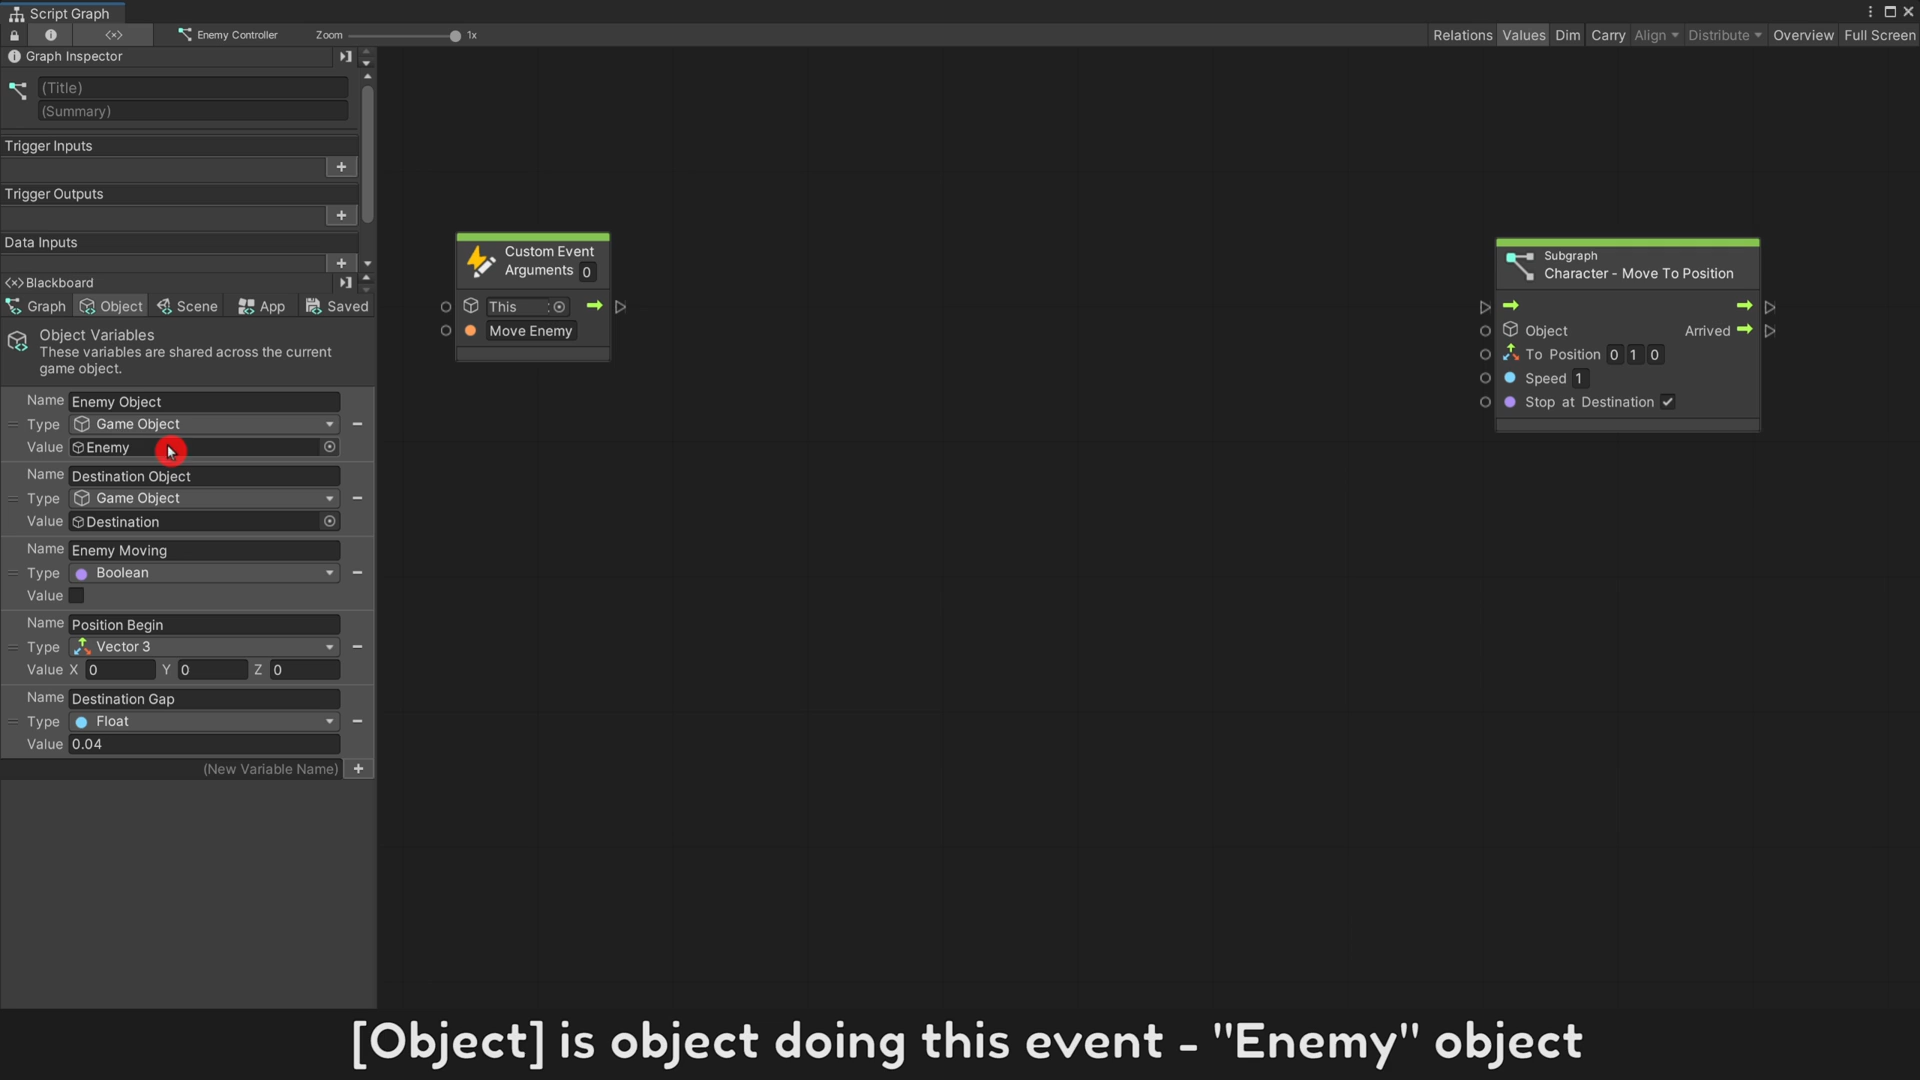 Script Graph
Enemy Controller
Zoom 1x
Relations Values Dim Carry Align Distribute Overview Full Screen
Graph Inspector
(Title)
(Summary)
Trigger Inputs
+
Trigger Outputs
+
Data Inputs
+
<×> Blackboard
Graph Object Scene App Saved
Object Variables
These variables are shared across the current
game object.
Name Enemy Object
Type Game Object
Value Enemy
Name Destination Object
Type Game Object
Value Destination
Name Enemy Moving
Type Boolean
Value
Name Position Begin
Type Vector 3
Value X 0 Y 0 Z 0
Name Destination Gap
Type Float
Value 0.04
(New Variable Name) +
Custom Event
Arguments 0
This
Move Enemy
Subgraph
Character - Move To Position
Object Arrived
To Position 0 1 0
Speed 1
Stop at Destination
[Object] is object doing this event - "Enemy" object